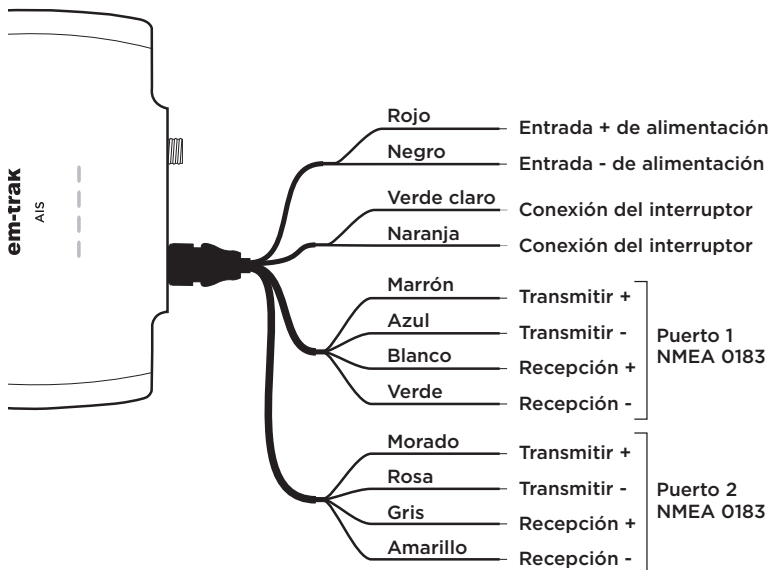 em-trak
AIS
Rojo Entrada + de alimentación
Negro Entrada - de alimentación
Verde claro Conexión del interruptor
Naranja Conexión del interruptor
Marrón Transmitir +
Azul Transmitir -
Blanco Recepción +
Verde Recepción -
Puerto 1
NMEA 0183
Morado Transmitir +
Rosa Transmitir -
Gris Recepción +
Amarillo Recepción -
Puerto 2
NMEA 0183